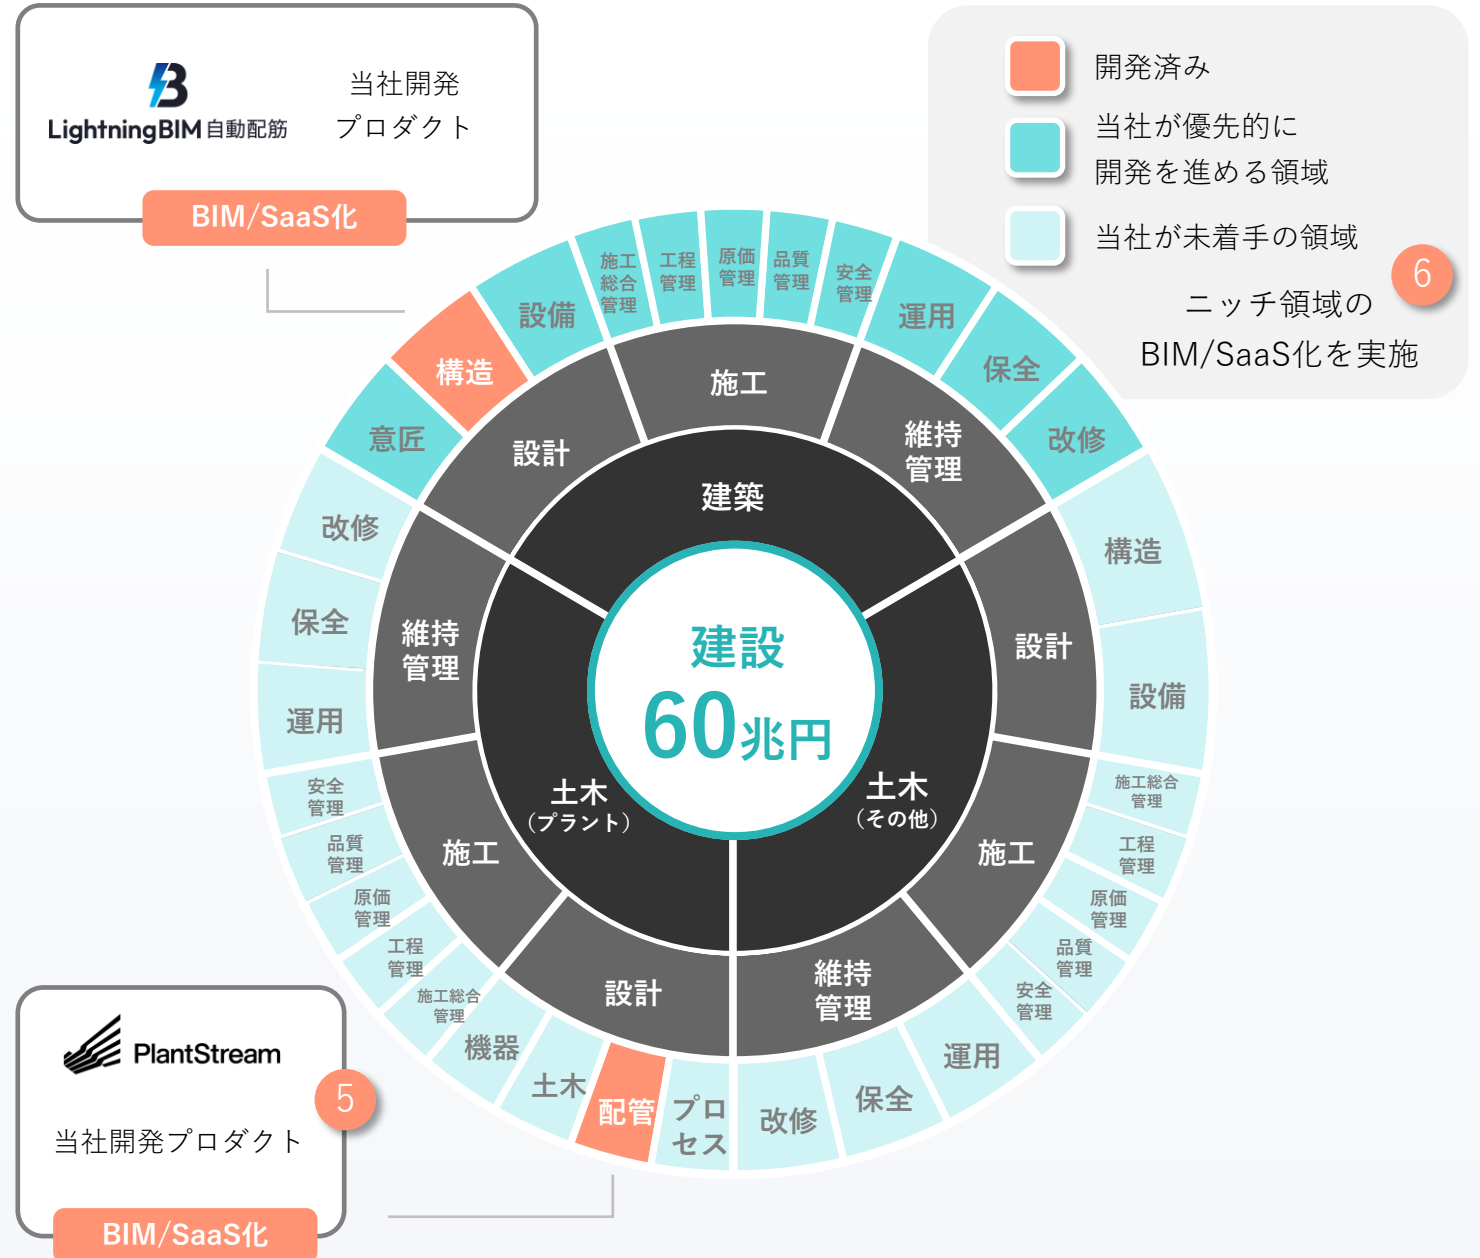 LightningBIM 自動配筋
当社開発
プロダクト
BIM/SaaS化
開発済み
当社が優先的に
開発を進める領域
当社が未着手の領域
6
ニッチ領域の
BIM/SaaS化を実施
建設
60兆円
建築
設計
施工
維持
管理
意匠
構造
設備
施工
総合
管理
工程
管理
原価
管理
品質
管理
安全
管理
運用
保全
改修
土木
（その他）
設計
施工
維持
管理
構造
設備
施工総合
管理
工程
管理
原価
管理
品質
管理
安全
管理
運用
保全
改修
土木
（プラント）
設計
施工
維持
管理
プロ
セス
配管
土木
機器
施工総合
管理
工程
管理
原価
管理
品質
管理
安全
管理
運用
保全
改修
PlantStream
5
当社開発プロダクト
BIM/SaaS化